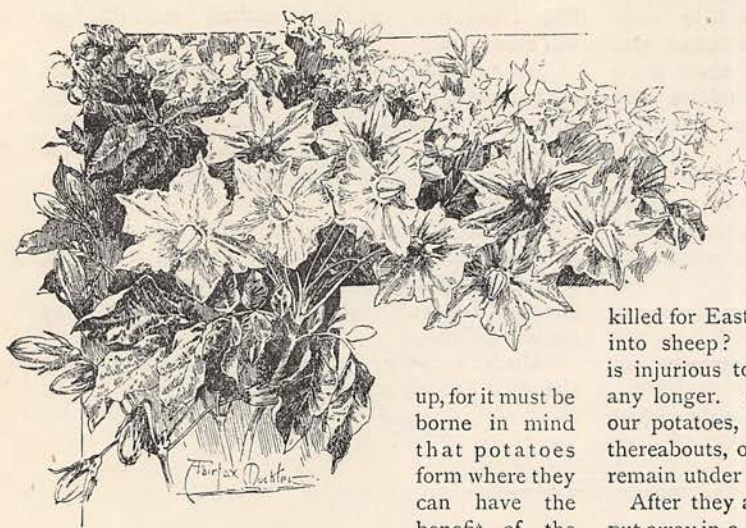 Fairfax Muckley
up, for it must be
borne in mind
that potatoes
form where they
can have the
benefit of the
killed for East
into sheep?
is injurious to
any longer.
our potatoes,
thereabouts, o
remain under
After they a
put away in a